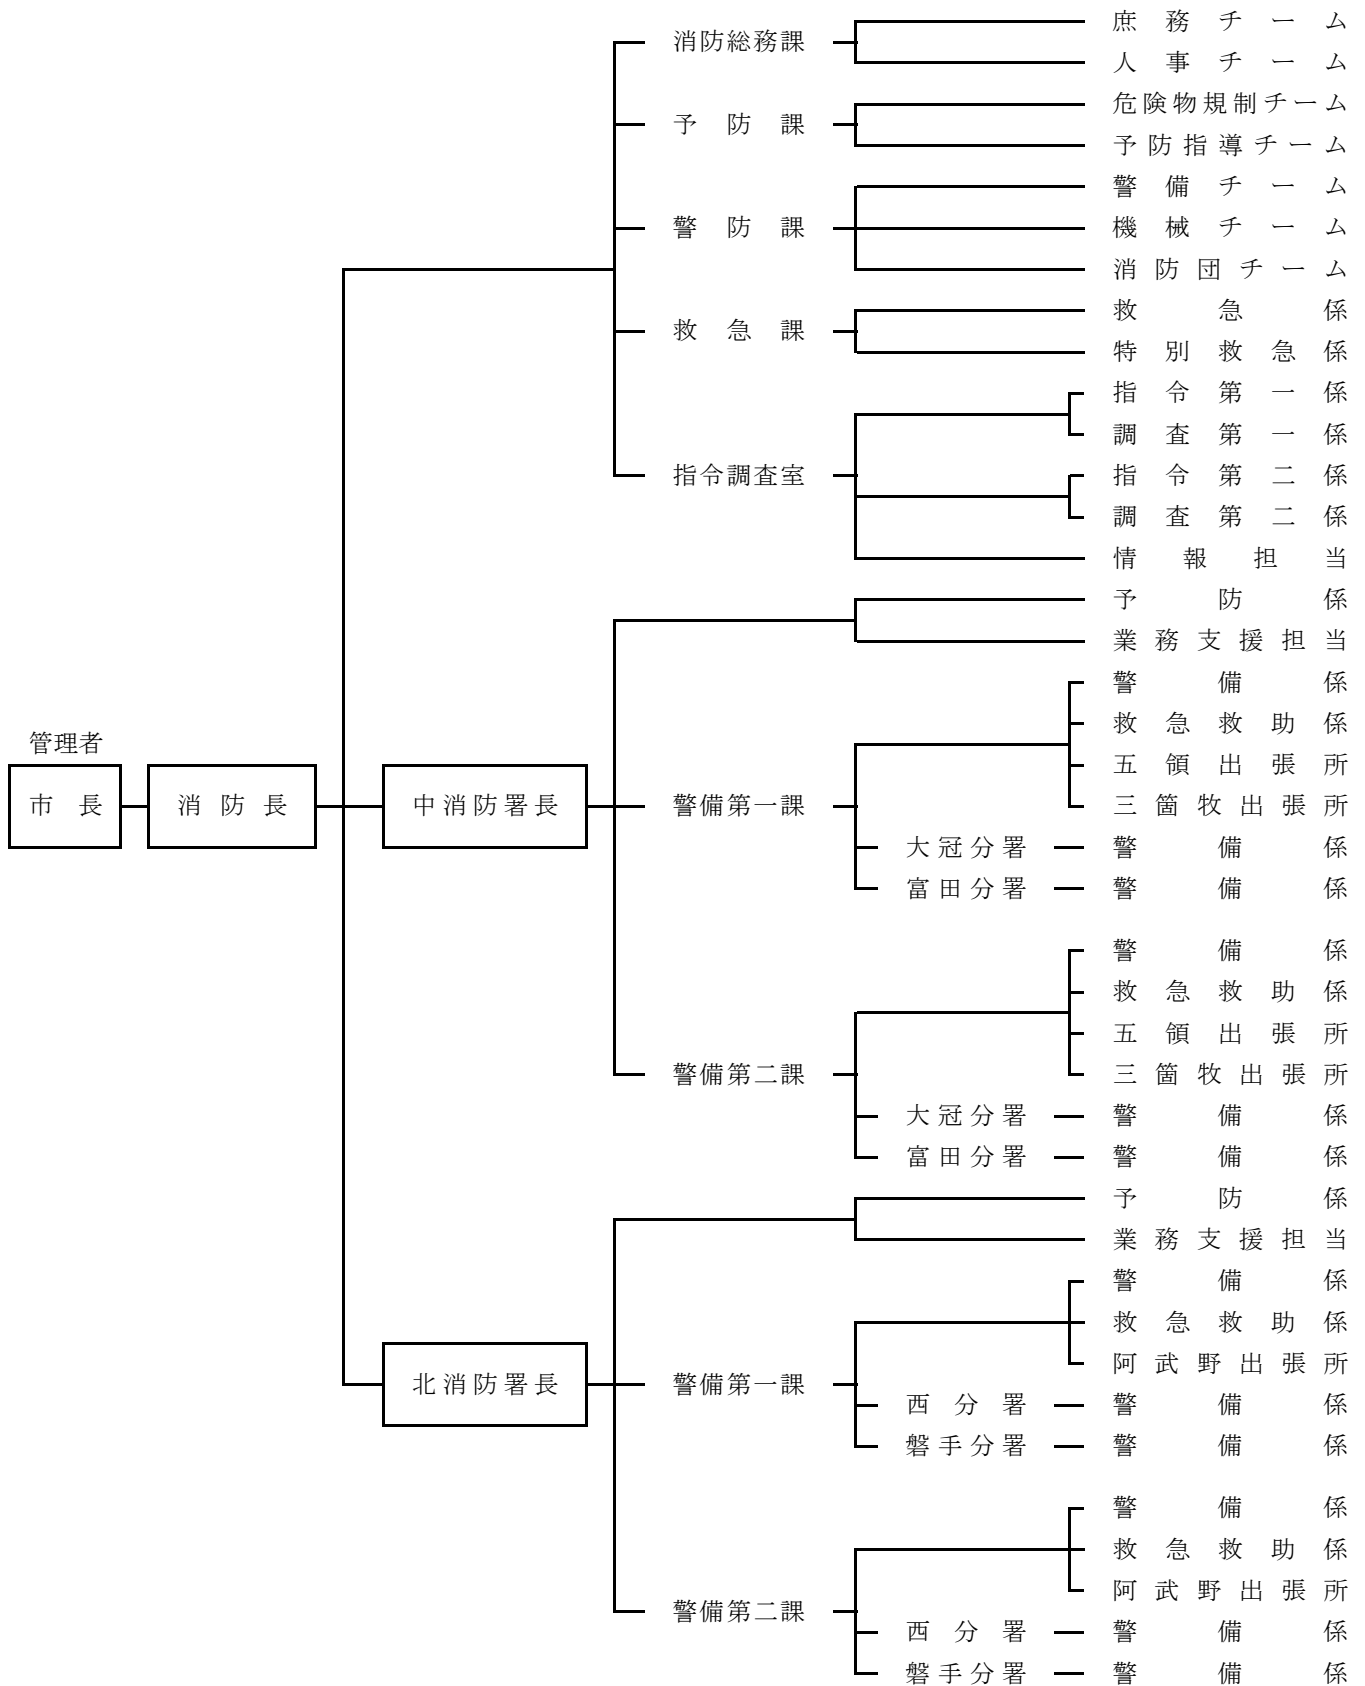 庶務チーム
消防総務課
人事チーム
危険物規制チーム
予防課
予防指導チーム
警備チーム
警防課 機械チーム
消防団チーム
救急係
救急課
特別救急係
指令第一係
調査第一係
指令調査室 指令第二係
調査第二係
情報担当
予防係
業務支援担当
警備係
救急救助係
管理者
五領出張所
市長 消防長 中消防署長 警備第一課 三箇牧出張所
大冠分署 警備係
富田分署 警備係
警備係
救急救助係
五領出張所
警備第二課 三箇牧出張所
大冠分署 警備係
富田分署 警備係
予防係
業務支援担当
警備係
救急救助係
阿武野出張所
北消防署長 警備第一課
西分署 警備係
磐手分署 警備係
警備係
救急救助係
阿武野出張所
警備第二課
西分署 警備係
磐手分署 警備係